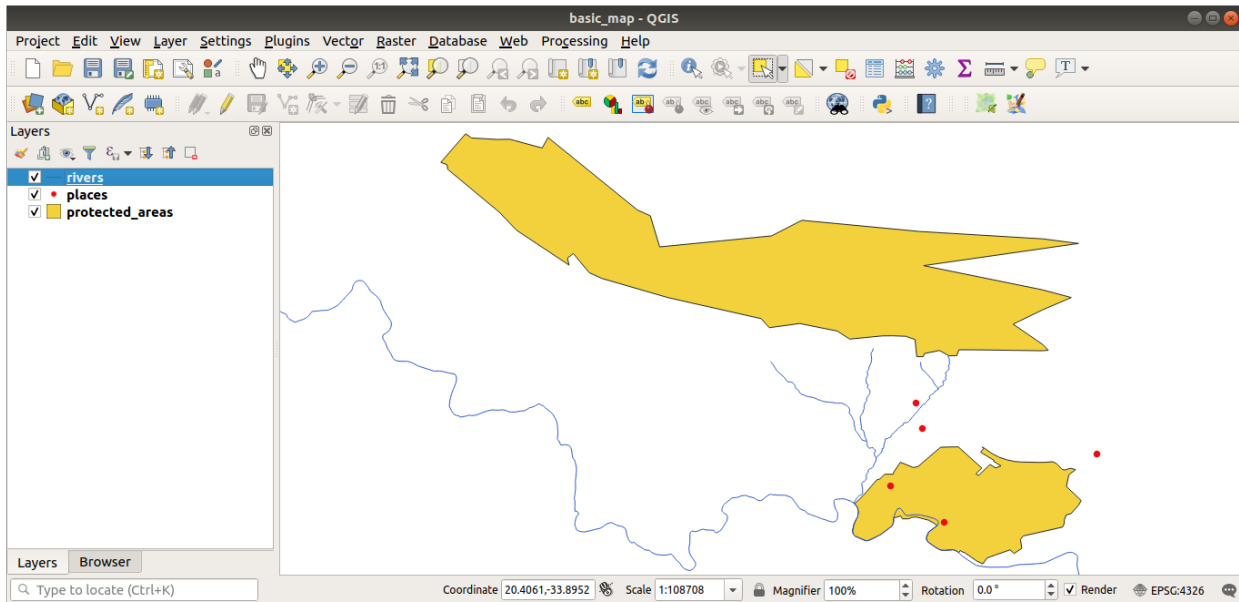 basic_map - QGIS
Project Edit View Layer Settings Plugins Vector Raster Database Web Processing Help
Layers
rivers
places
protected_areas
Layers Browser
Type to locate (Ctrl+K) Coordinate 20.4061,-33.8952 Scale 1:108708 Magnifier 100% Rotation 0.0 ° Render EPSG:4326